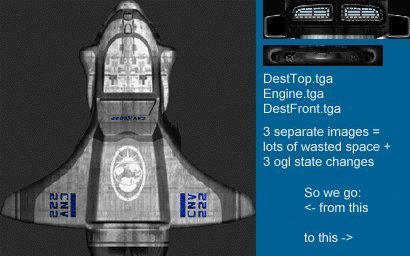 DestTop.tga
Engine.tga
DestFront.tga
3 separate images =
lots of wasted space +
3 ogl state changes
So we go:
<- from this
to this ->
CNV
222
CNV
222